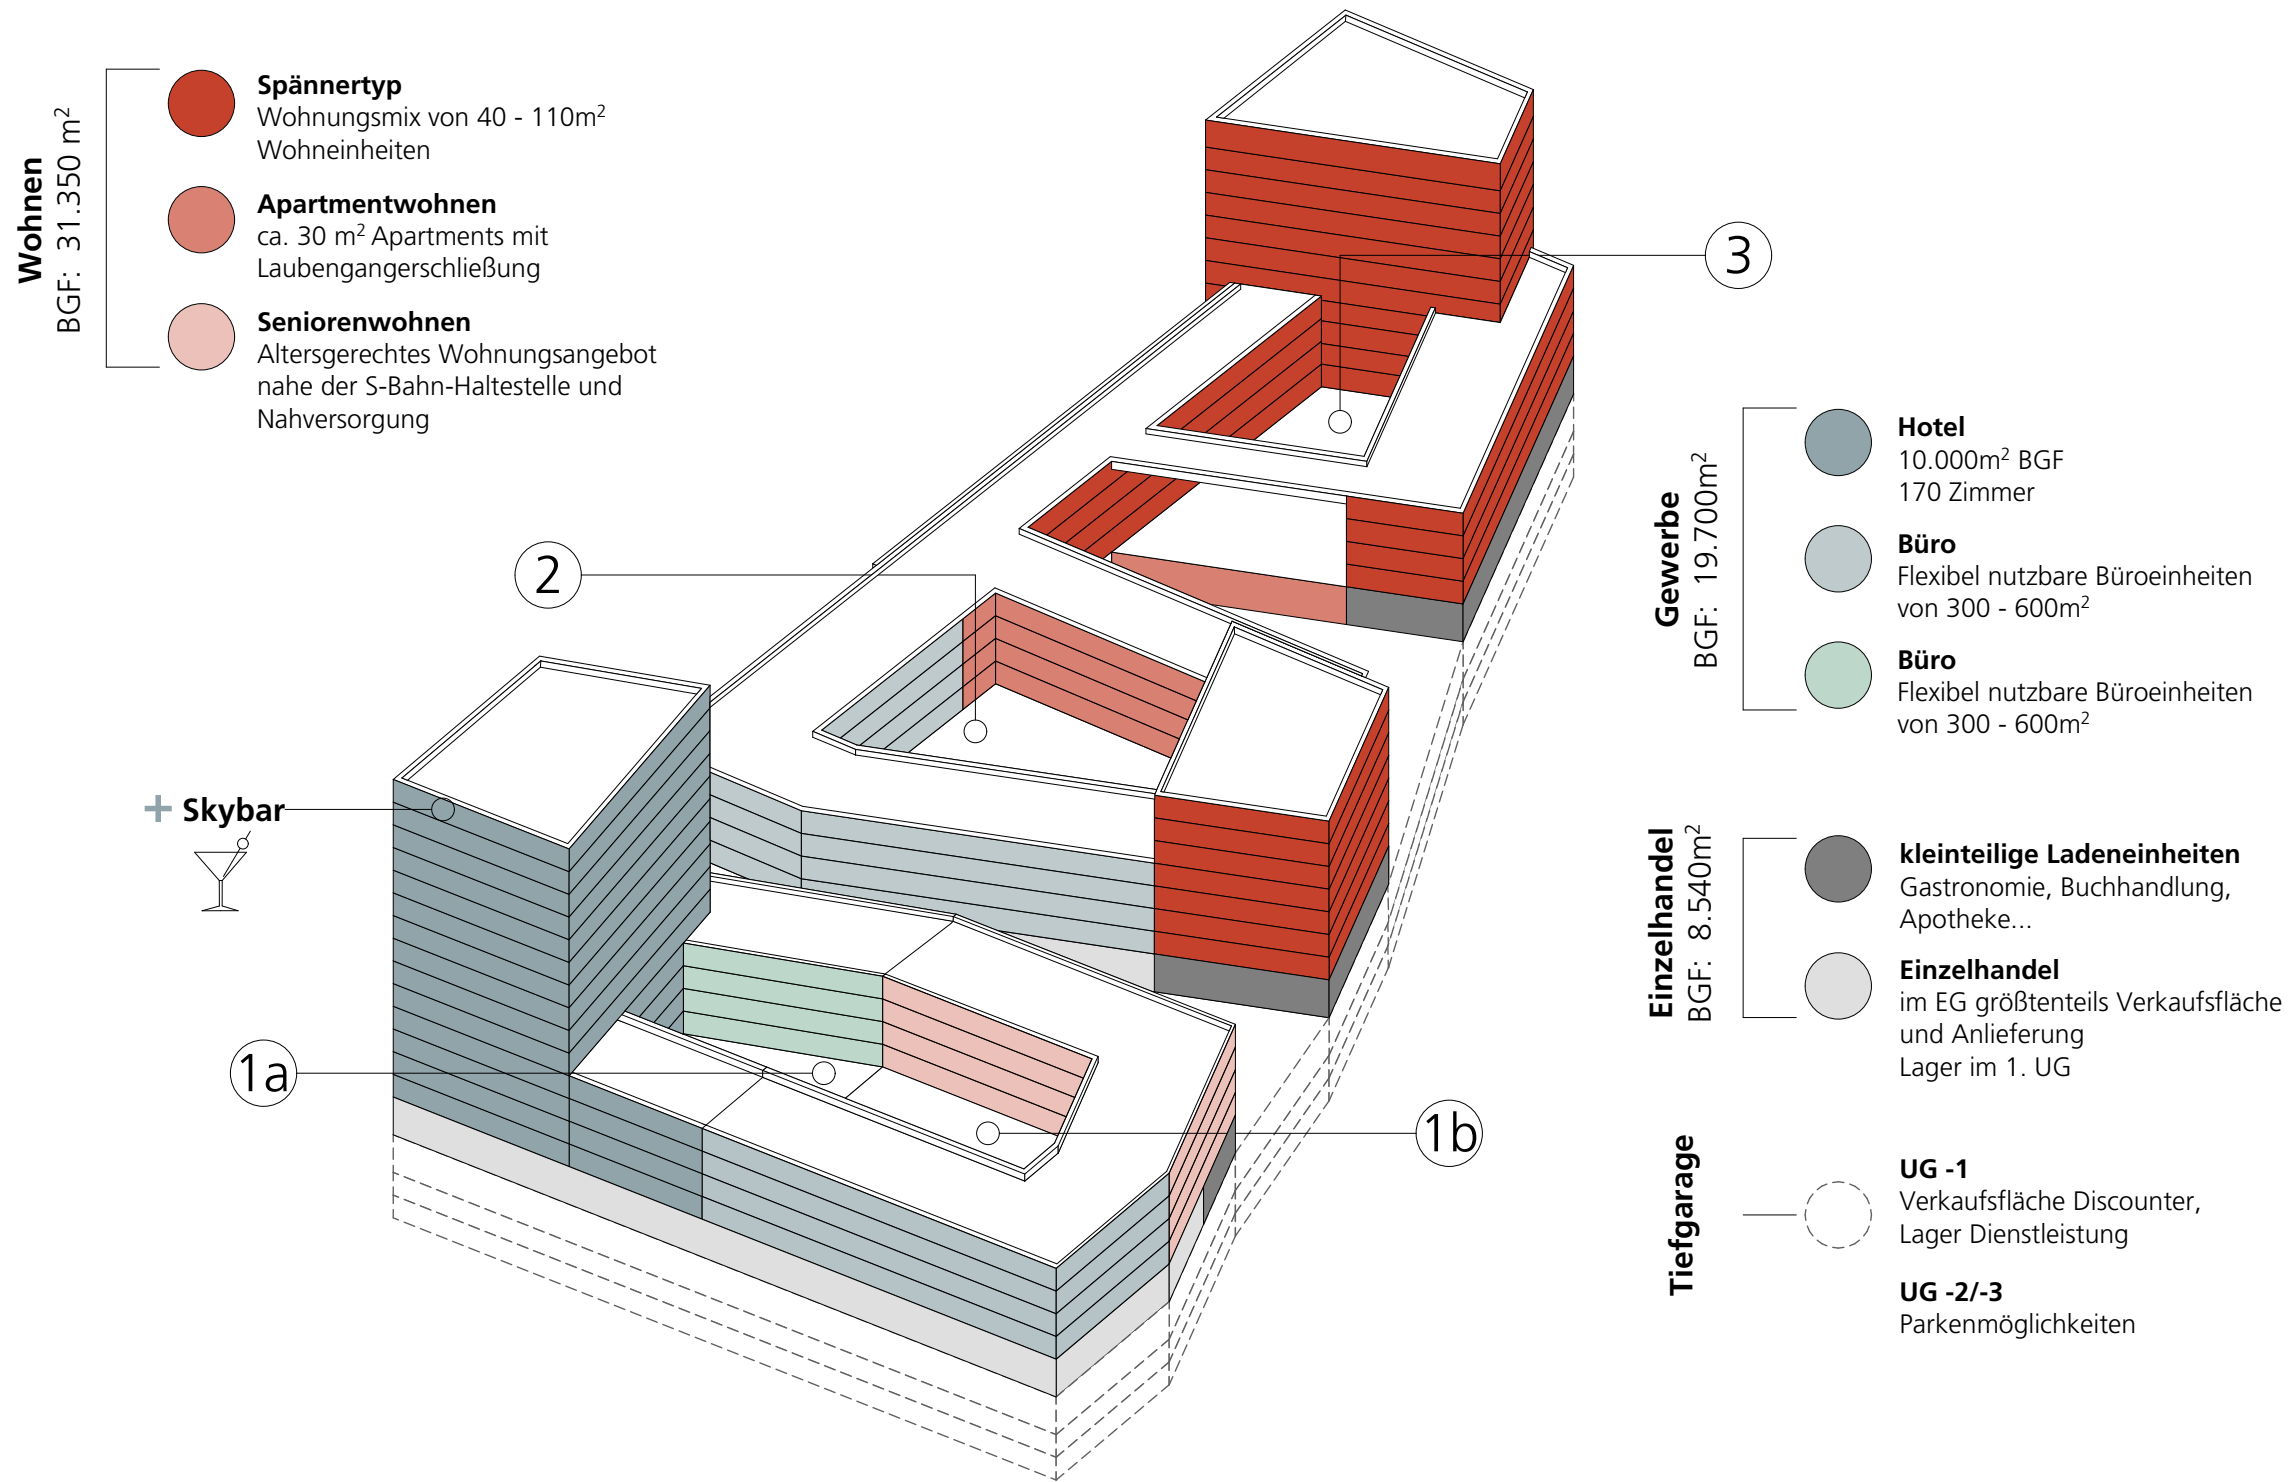 Wohnen
BGF: 31.350 m²
Spännertyp
Wohnungsmix von 40 - 110m²
Wohneinheiten
Apartmentwohnen
ca. 30 m² Apartments mit
Laubengangerschließung
Seniorenwohnen
Altersgerechtes Wohnungsangebot
nahe der S-Bahn-Haltestelle und
Nahversorgung
3
2
+ Skybar
1a
1b
Gewerbe
BGF: 19.700m²
Hotel
10.000m² BGF
170 Zimmer
Büro
Flexibel nutzbare Büroeinheiten
von 300 - 600m²
Büro
Flexibel nutzbare Büroeinheiten
von 300 - 600m²
Einzelhandel
BGF: 8.540m²
kleinteilige Ladeneinheiten
Gastronomie, Buchhandlung,
Apotheke...
Einzelhandel
im EG größtenteils Verkaufsfläche
und Anlieferung
Lager im 1. UG
Tiefgarage
UG -1
Verkaufsfläche Discounter,
Lager Dienstleistung
UG -2/-3
Parkenmöglichkeiten